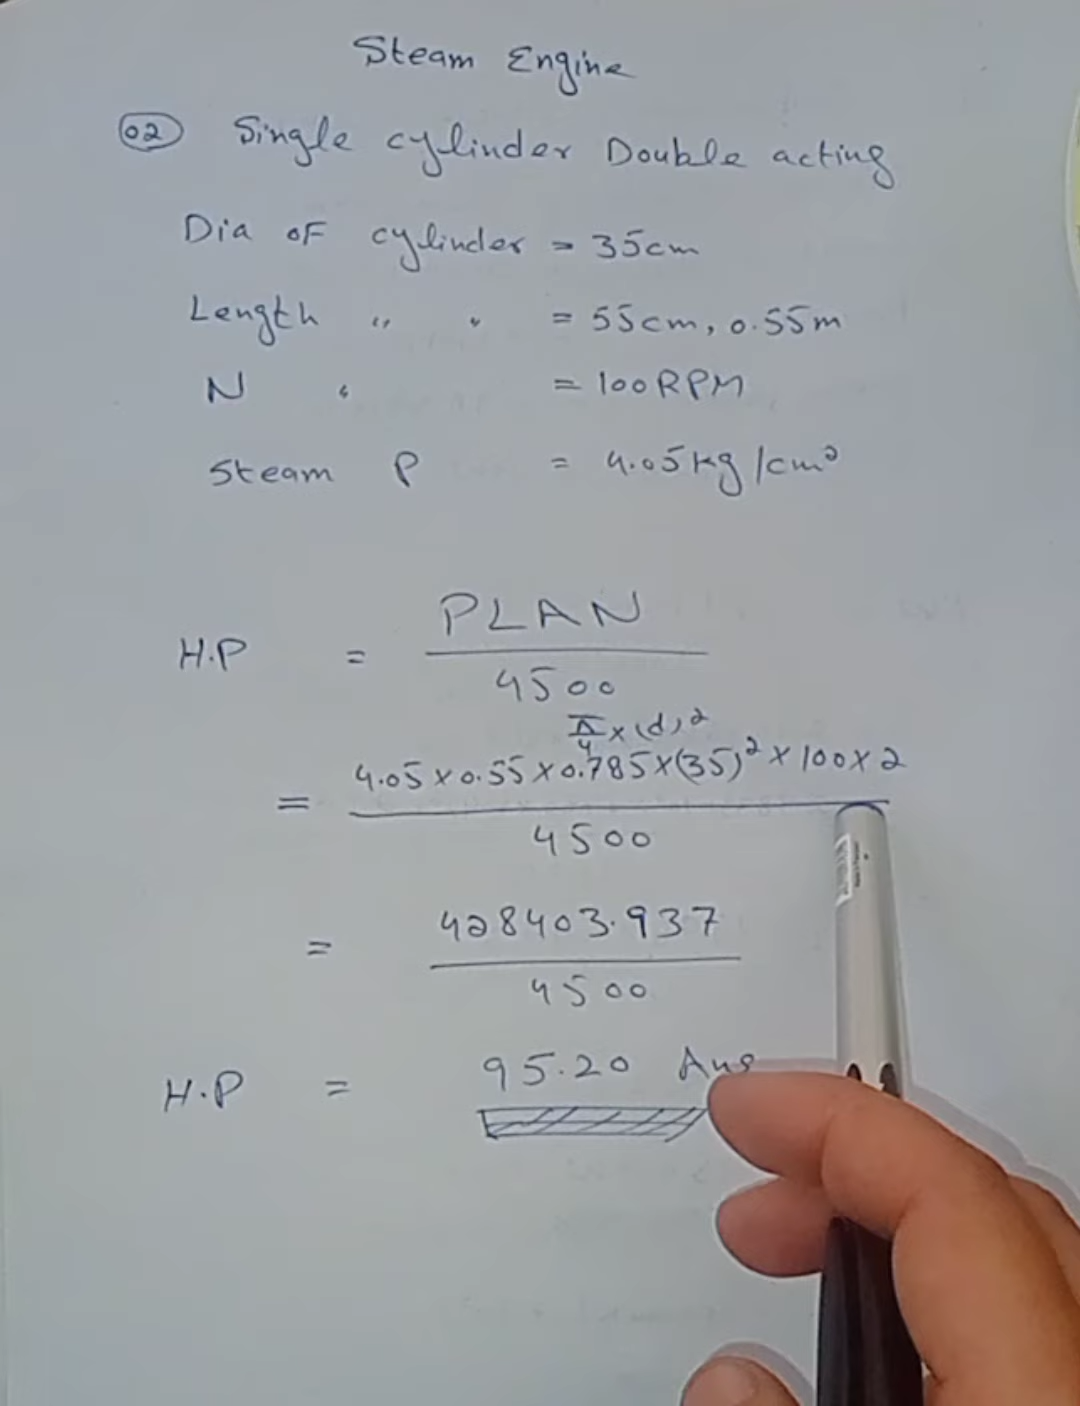 Steam Engine
02 Single cylinder Double acting
Dia of cylinder = 35cm
Length " " = 55cm, 0.55m
N " = 100RPM
Steam P = 4.05kg/cm²
H.P = PLAN
4500
π/4 × (d)²
= 4.05 × 0.55 × 0.785 × (35)² × 100 × 2
4500
= 428403.937
4500
H.P = 95.20 Ans